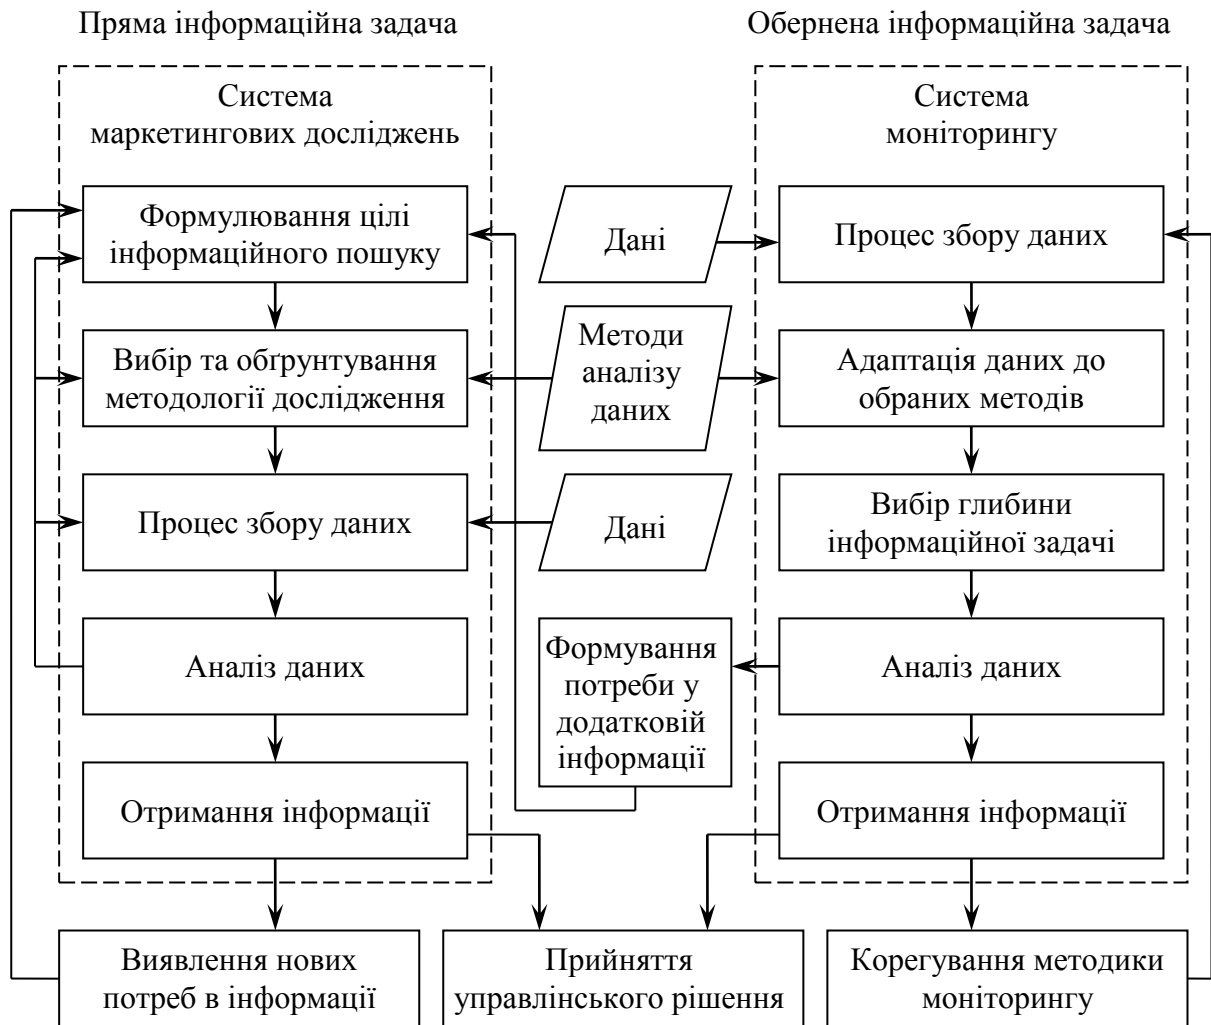 Пряма інформаційна задача
Обернена інформаційна задача
Система
маркетингових досліджень
Формулювання цілі
інформаційного пошуку
Вибір та обґрунтування
методології дослідження
Процес збору даних
Аналіз даних
Отримання інформації
Виявлення нових
потреб в інформації
Дані
Методи
аналізу
даних
Дані
Формування
потреби у
додатковій
інформації
Прийняття
управлінського рішення
Система
моніторингу
Процес збору даних
Адаптація даних до
обраних методів
Вибір глибини
інформаційної задачі
Аналіз даних
Отримання інформації
Корегування методики
моніторингу